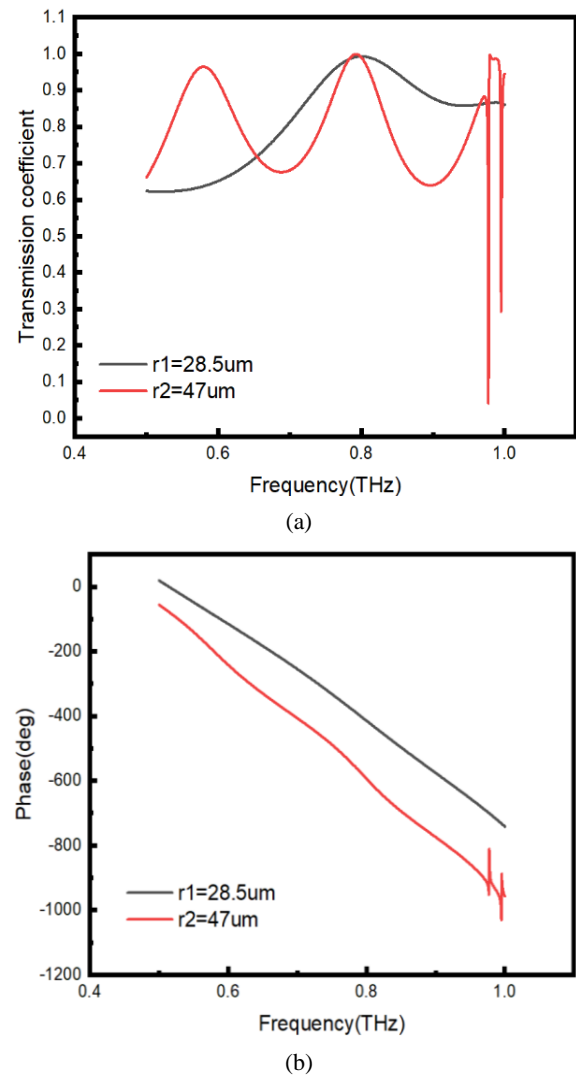 Transmission coefficient
1.1
1.0
0.9
0.8
0.7
0.6
0.5
0.4
0.3
0.2
0.1
0.0
r1=28.5um
r2=47um
0.4 0.6 0.8 1.0
Frequency(THz)
(a)
Phase(deg)
0
-200
-400
-600
-800
-1000
-1200
r1=28.5um
r2=47um
0.4 0.6 0.8 1.0
Frequency(THz)
(b)